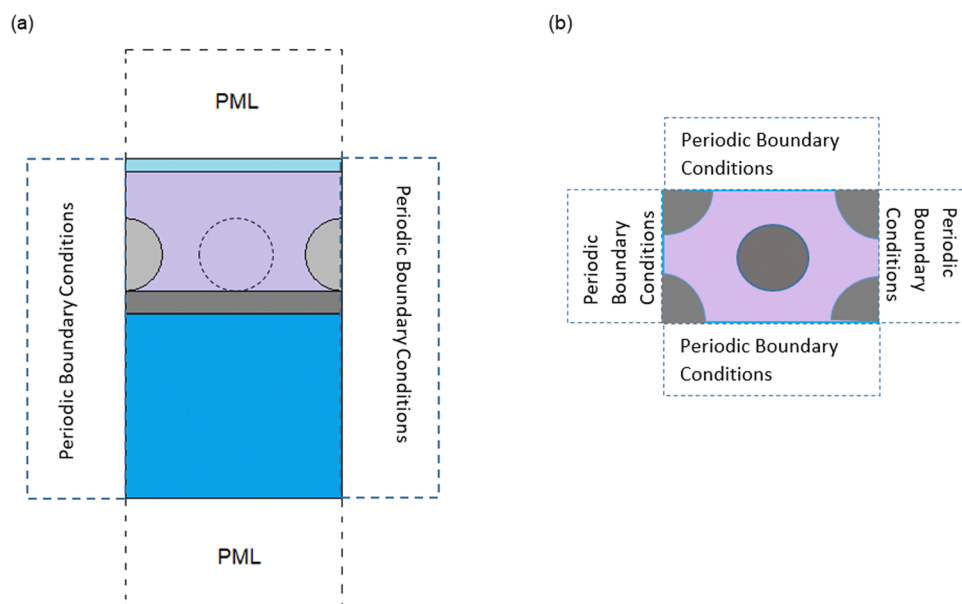 (a)
PML
Periodic Boundary Conditions
Periodic Boundary Conditions
PML
(b)
Periodic Boundary
Conditions
Periodic
Boundary
Conditions
Periodic
Boundary
Conditions
Periodic Boundary
Conditions